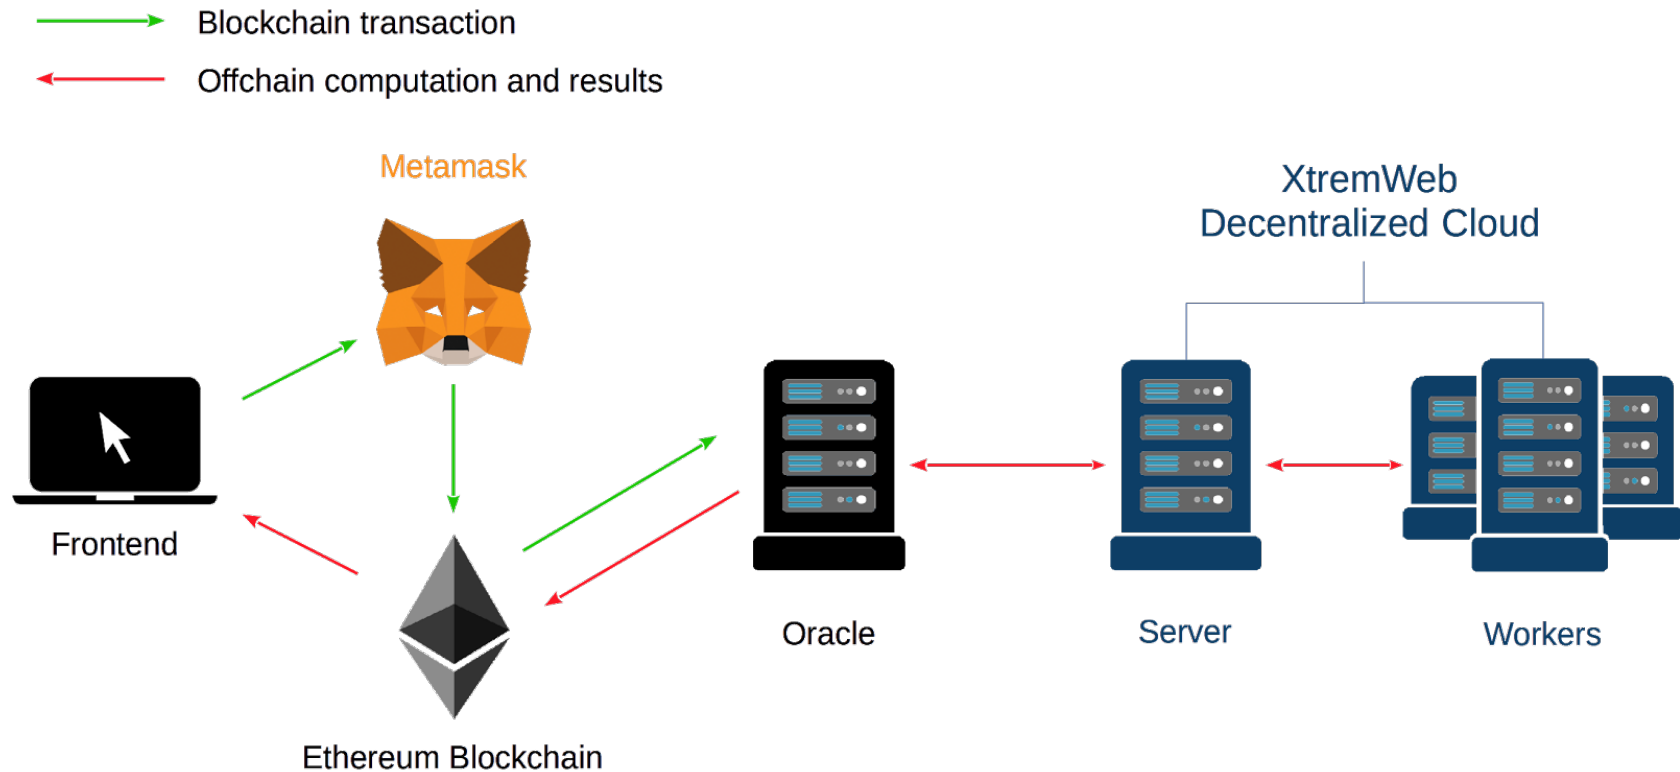 Blockchain transaction
Offchain computation and results
Metamask
XtremWeb
Decentralized Cloud
Frontend
Ethereum Blockchain
Oracle
Server
Workers